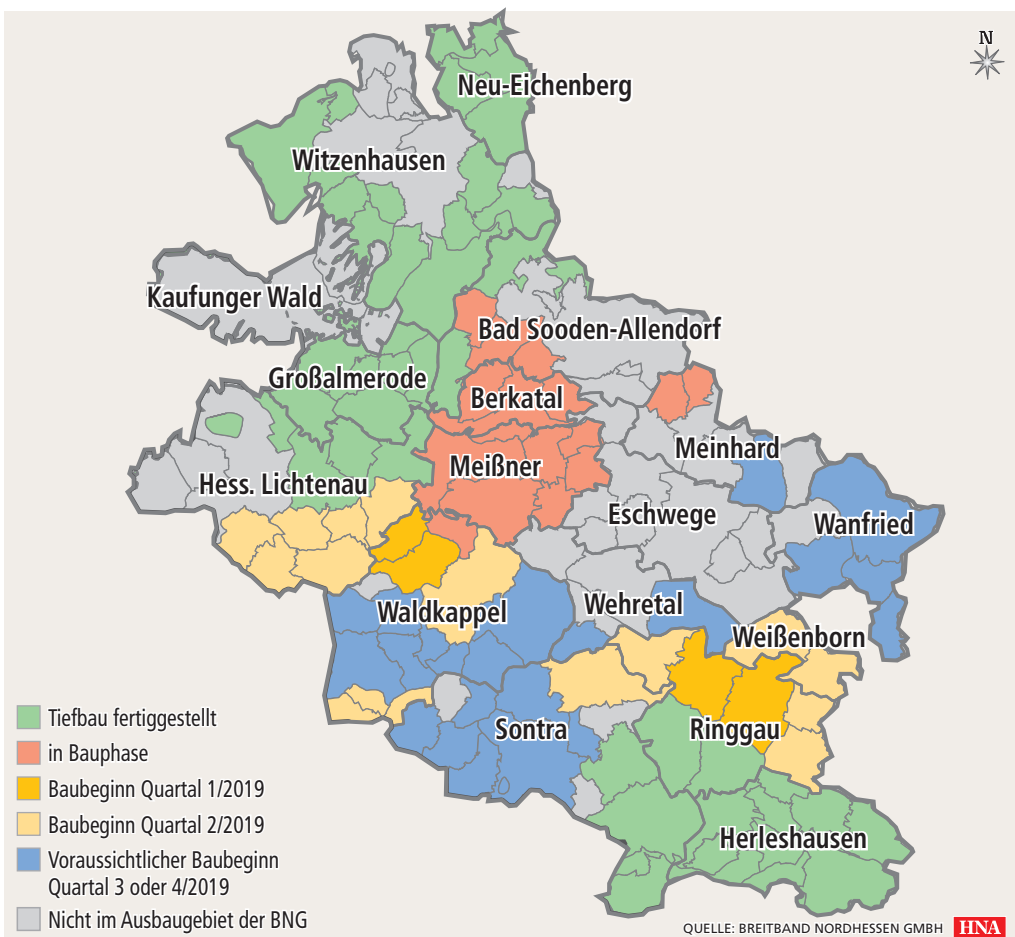 N
Neu-Eichenberg
Witzenhausen
Kaufunger Wald
Bad Sooden-Allendorf
Großalmerode
Berkatal
Meinhard
Meißner
Hess. Lichtenau
Eschwege
Wanfried
Waldkappel
Wehretal
Weißenborn
Sontra
Ringgau
Herleshausen
Tiefbau fertiggestellt
in Bauphase
Baubeginn Quartal 1/2019
Baubeginn Quartal 2/2019
Voraussichtlicher Baubeginn
Quartal 3 oder 4/2019
Nicht im Ausbaugebiet der BNG
QUELLE: BREITBAND NORDHESSEN GMBH HNA